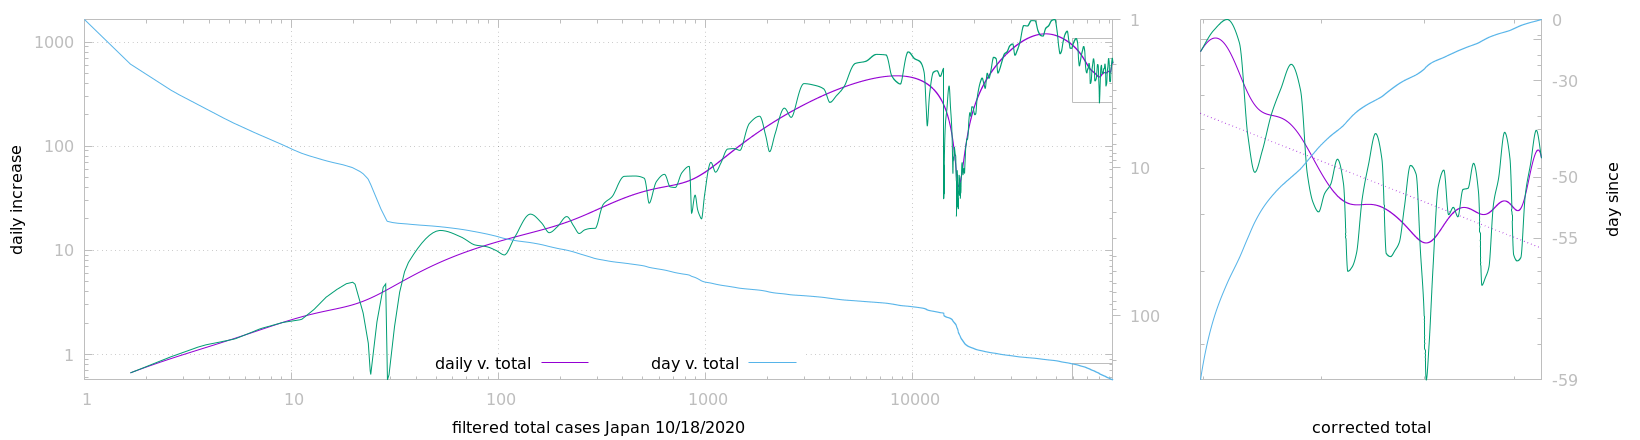 1000
100
10
1
daily increase
1
10
100
1000
10000
filtered total cases Japan 10/18/2020
daily v. total
day v. total
1
10
100
0
-30
-50
-55
-59
day since
corrected total